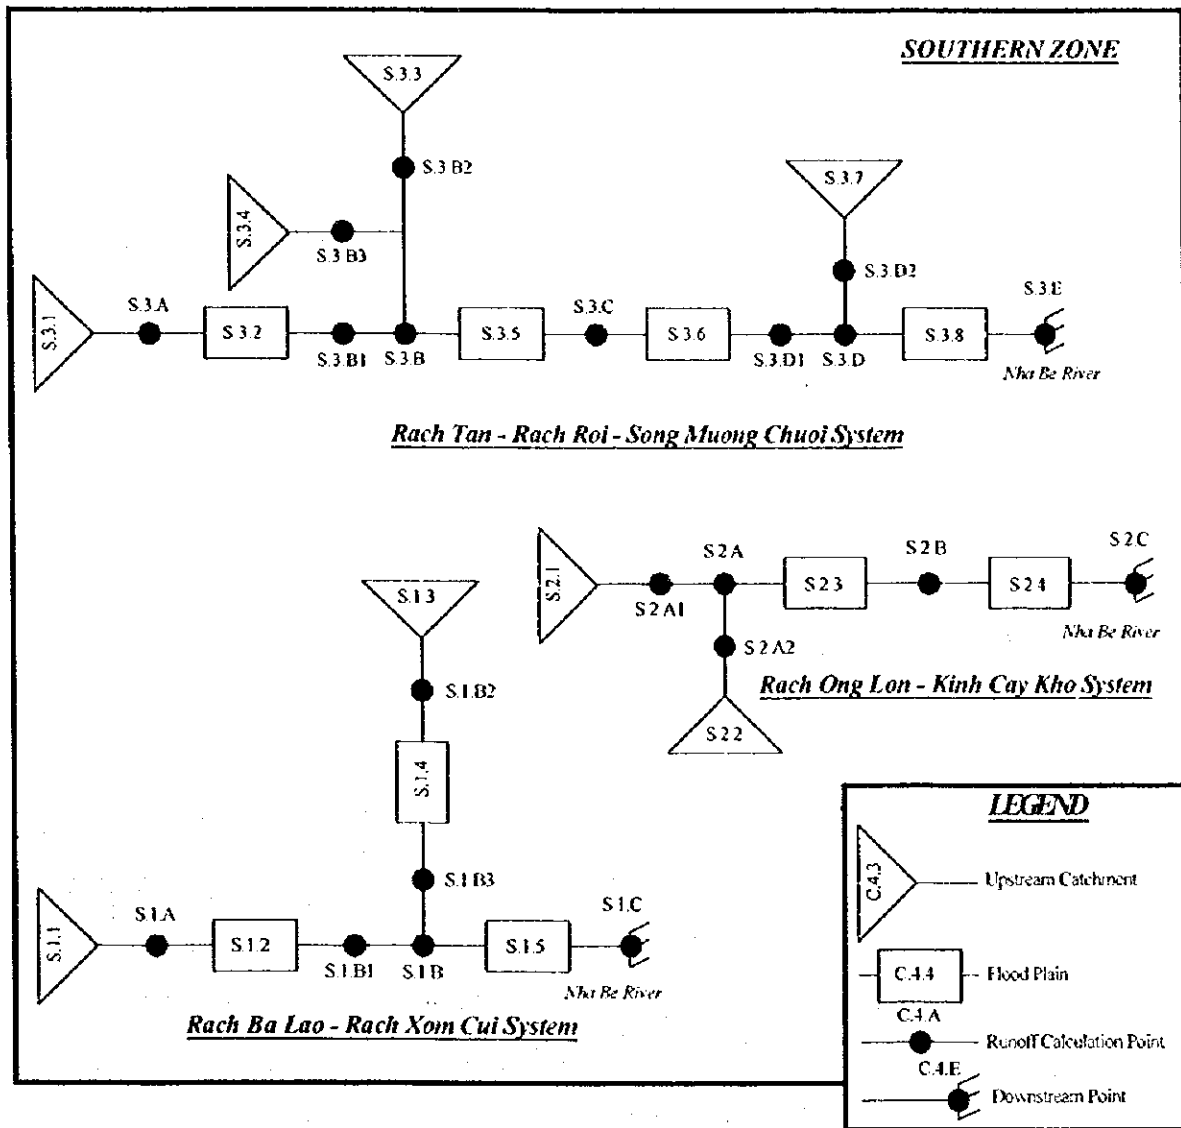 SOUTHERN ZONE
S.3.3
S.3.B2
S.3.7
S.3.4
S.3.B3
S.3.D2
S.3.1
S.3.A
S.3.2
S.3.B1
S.3.B
S.3.5
S.3.C
S.3.6
S.3.D1
S.3.D
S.3.8
S.3.E
Nha Be River
Rach Tan - Rach Roi - Song Muong Chuoi System
S.2.1
S.2.A1
S.2.A
S.2.3
S.2.B
S.2.4
S.2.C
Nha Be River
S.2.A2
S.2.2
Rach Ong Lon - Kinh Cay Kho System
S.1.3
S.1.B2
S.1.4
S.1.B3
S.1.1
S.1.A
S.1.2
S.1.B1
S.1.B
S.1.5
S.1.C
Nha Be River
Rach Ba Lao - Rach Xom Cui System
LEGEND
C.4.3
Upstream Catchment
C.4.4
Flood Plain
C.4.A
Runoff Calculation Point
C.4.E
Downstream Point